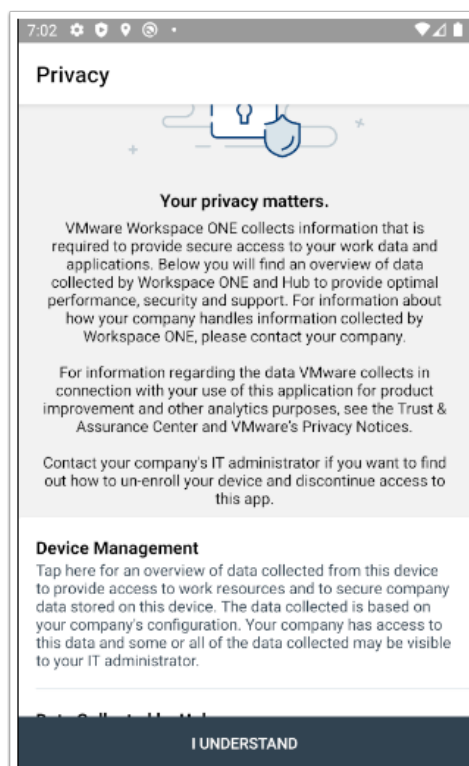 7:02
Privacy
Your privacy matters.
VMware Workspace ONE collects information that is
required to provide secure access to your work data and
applications. Below you will find an overview of data
collected by Workspace ONE and Hub to provide optimal
performance, security and support. For information about
how your company handles information collected by
Workspace ONE, please contact your company.
For information regarding the data VMware collects in
connection with your use of this application for product
improvement and other analytics purposes, see the Trust &
Assurance Center and VMware's Privacy Notices.
Contact your company's IT administrator if you want to find
out how to un-enroll your device and discontinue access to
this app.
Device Management
Tap here for an overview of data collected from this device
to provide access to work resources and to secure company
data stored on this device. The data collected is based on
your company's configuration. Your company has access to
this data and some or all of the data collected may be visible
to your IT administrator.
I UNDERSTAND